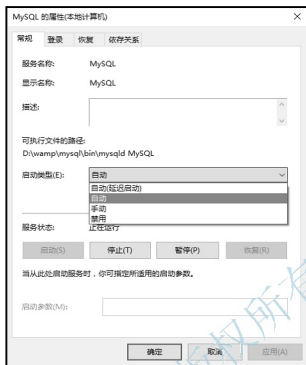 MySQL 的属性(本地计算机)
常规 登录 恢复 依存关系
服务名称: MySQL
显示名称: MySQL
描述:
可执行文件的路径:
D:\wamp\mysql\bin\mysqld MySQL
启动类型(E): 自动
自动(延迟启动)
自动
手动
禁用
服务状态: 正在运行
启动(S) 停止(T) 暂停(P) 恢复(R)
当从此处启动服务时，你可指定所适用的启动参数。
启动参数(M):
确定 取消 应用(A)
版权所有